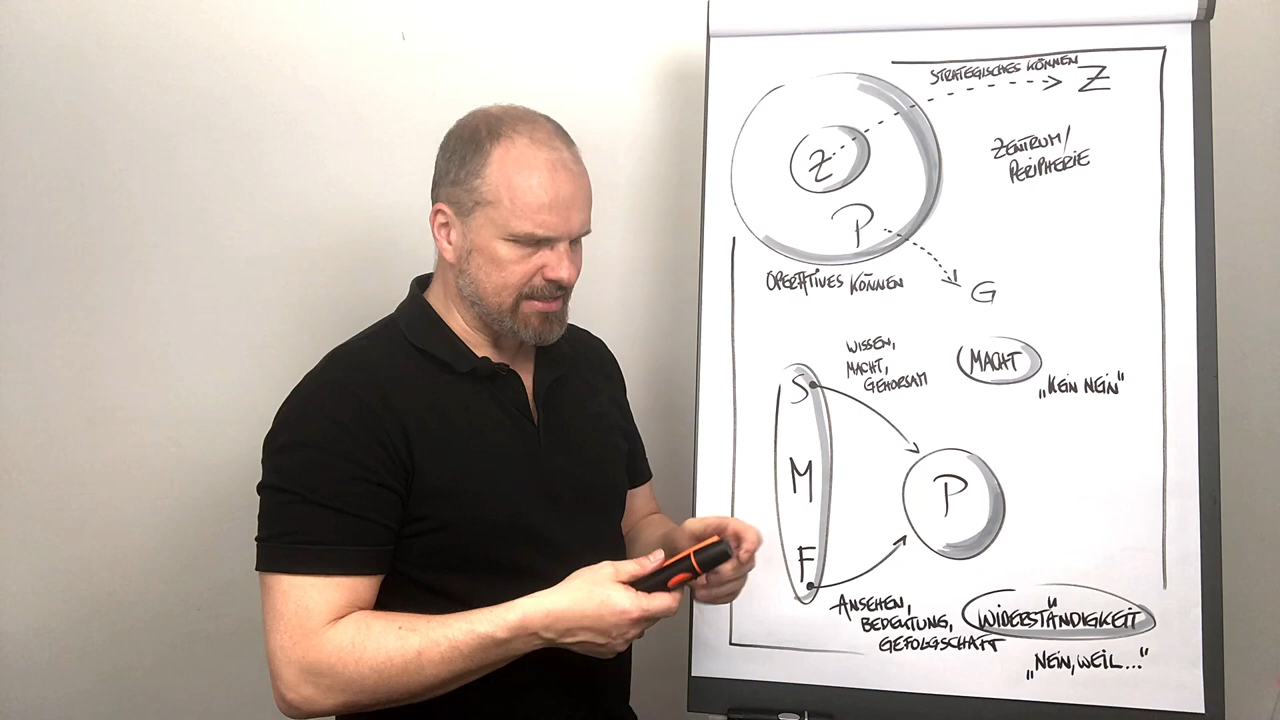 STRATEGISCHES KÖNNEN
Z
Z
ZENTRUM/
PERIPHERIE
P
OPERATIVES KÖNNEN
G
WISSEN,
MACHT,
GEHORSAM
MACHT
„KEIN NEIN"
S
M
F
P
ANSEHEN,
BEDEUTUNG,
GEFOLGSCHAFT
WIDERSTÄNDIGKEIT
„NEIN, WEIL..."